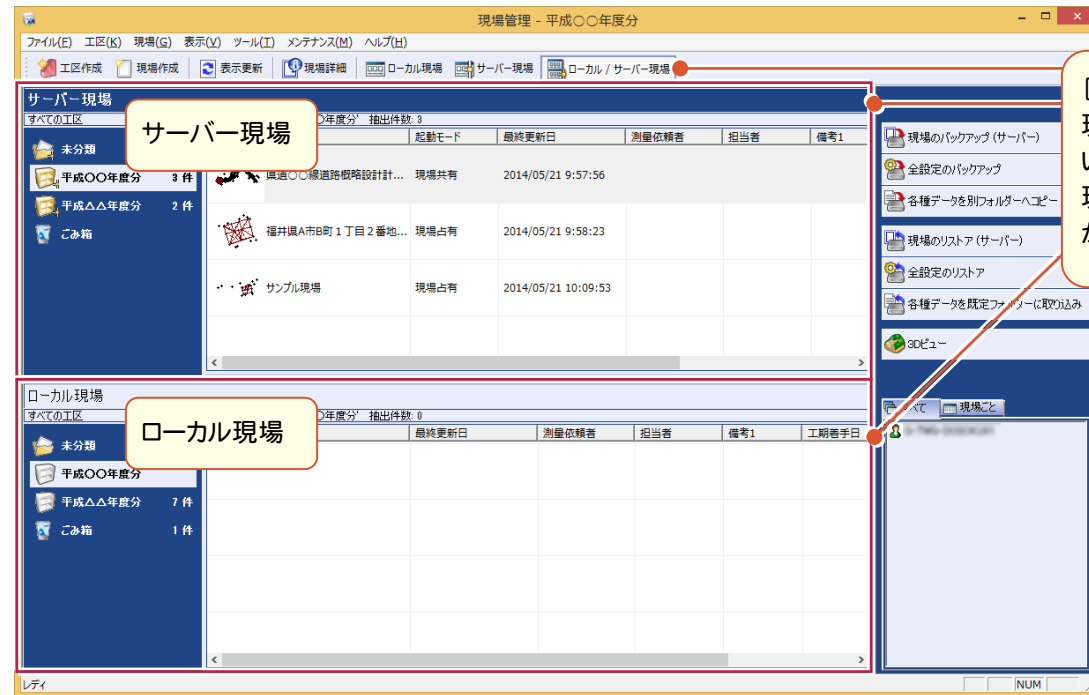 現場管理 - 平成○○年度分
ファイル(F) 工区(K) 現場(G) 表示(V) ツール(T) メンテナンス(M) ヘルプ(H)
工区作成 現場作成 表示更新 現場詳細 ローカル現場 サーバー現場 ローカル / サーバー現場
サーバー現場
すべての工区
○年度分' 抽出件数: 3
サーバー現場
未分類
平成○○年度分 3 件
平成△△年度分 2 件
ごみ箱
起動モード 最終更新日 測量依頼者 担当者 備考1
県道○○線道路概略設計計... 現場共有 2014/05/21 9:57:56
福井県A市B町1丁目2番地... 現場占有 2014/05/21 9:58:23
サンプル現場 現場占有 2014/05/21 10:09:53
現場のバックアップ (サーバー)
全設定のバックアップ
各種データを別フォルダーへコピー
現場のリストア (サーバー)
全設定のリストア
各種データを既定フォルダーに取り込み
3Dビュー
ローカル現場
すべての工区
○年度分' 抽出件数: 0
ローカル現場
未分類
平成○○年度分
平成△△年度分 7 件
ごみ箱 1 件
最終更新日 測量依頼者 担当者 備考1 工期着手日
すべて 現場ごと
レディ
NUM